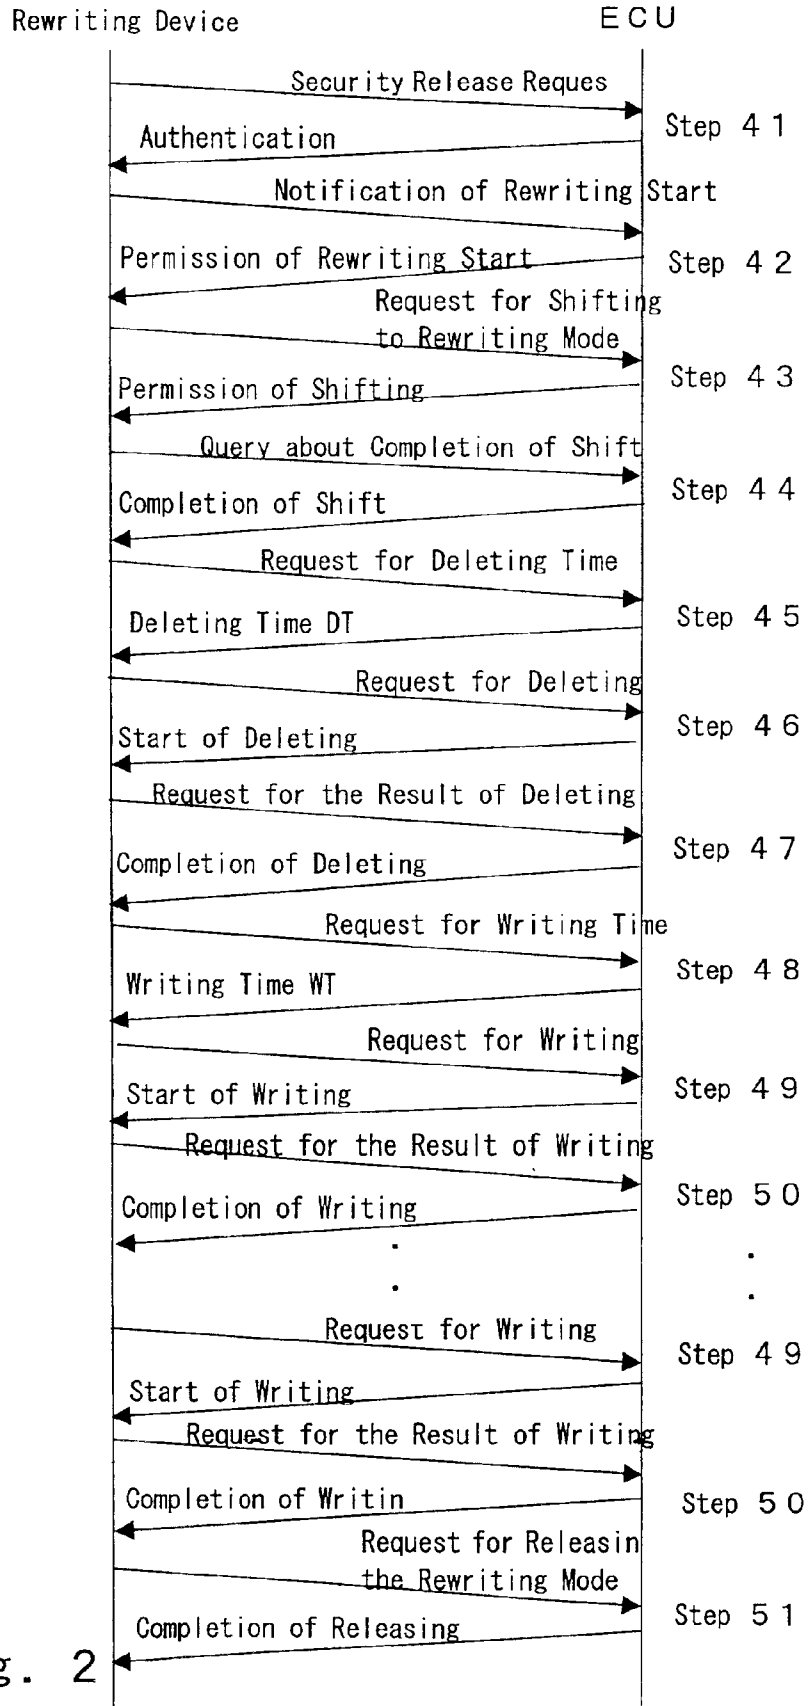 Rewriting Device
ECU
Security Release Reques
Step 41
Authentication
Notification of Rewriting Start
Permission of Rewriting Start
Step 42
Request for Shifting
to Rewriting Mode
Step 43
Permission of Shifting
Query about Completion of Shift
Step 44
Completion of Shift
Request for Deleting Time
Step 45
Deleting Time DT
Request for Deleting
Step 46
Start of Deleting
Request for the Result of Deleting
Step 47
Completion of Deleting
Request for Writing Time
Step 48
Writing Time WT
Request for Writing
Step 49
Start of Writing
Request for the Result of Writing
Step 50
Completion of Writing
Request for Writing
Step 49
Start of Writing
Request for the Result of Writing
Completion of Writin
Step 50
Request for Releasin
the Rewriting Mode
Step 51
Completion of Releasing
g. 2